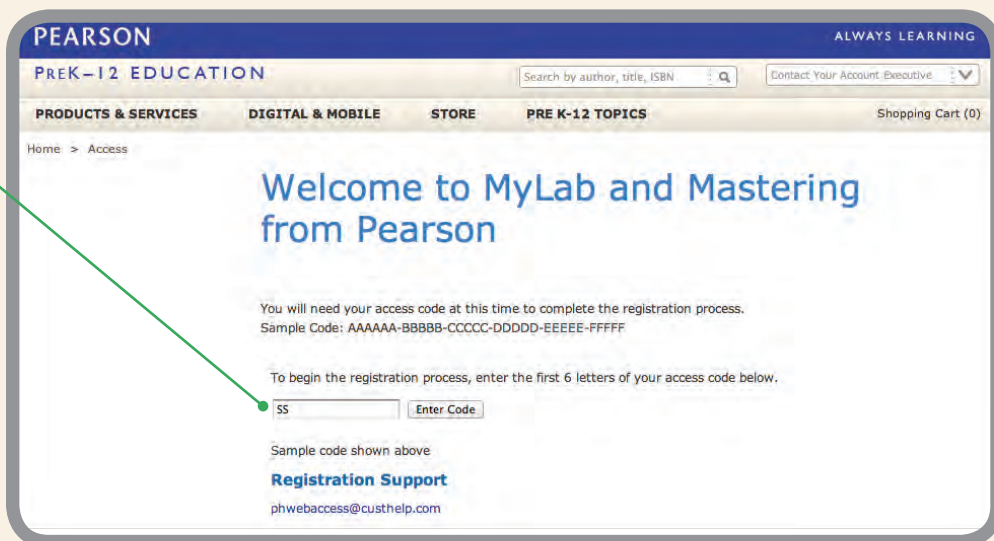 PEARSON
ALWAYS LEARNING
PREK–12 EDUCATION
Search by author, title, ISBN
Contact Your Account Executive
PRODUCTS & SERVICES DIGITAL & MOBILE STORE PRE K-12 TOPICS Shopping Cart (0)
Home > Access
Welcome to MyLab and Mastering
from Pearson
You will need your access code at this time to complete the registration process.
Sample Code: AAAAAA-BBBBB-CCCCC-DDDDD-EEEEE-FFFFF
To begin the registration process, enter the first 6 letters of your access code below.
SS Enter Code
Sample code shown above
Registration Support
phwebaccess@custhelp.com